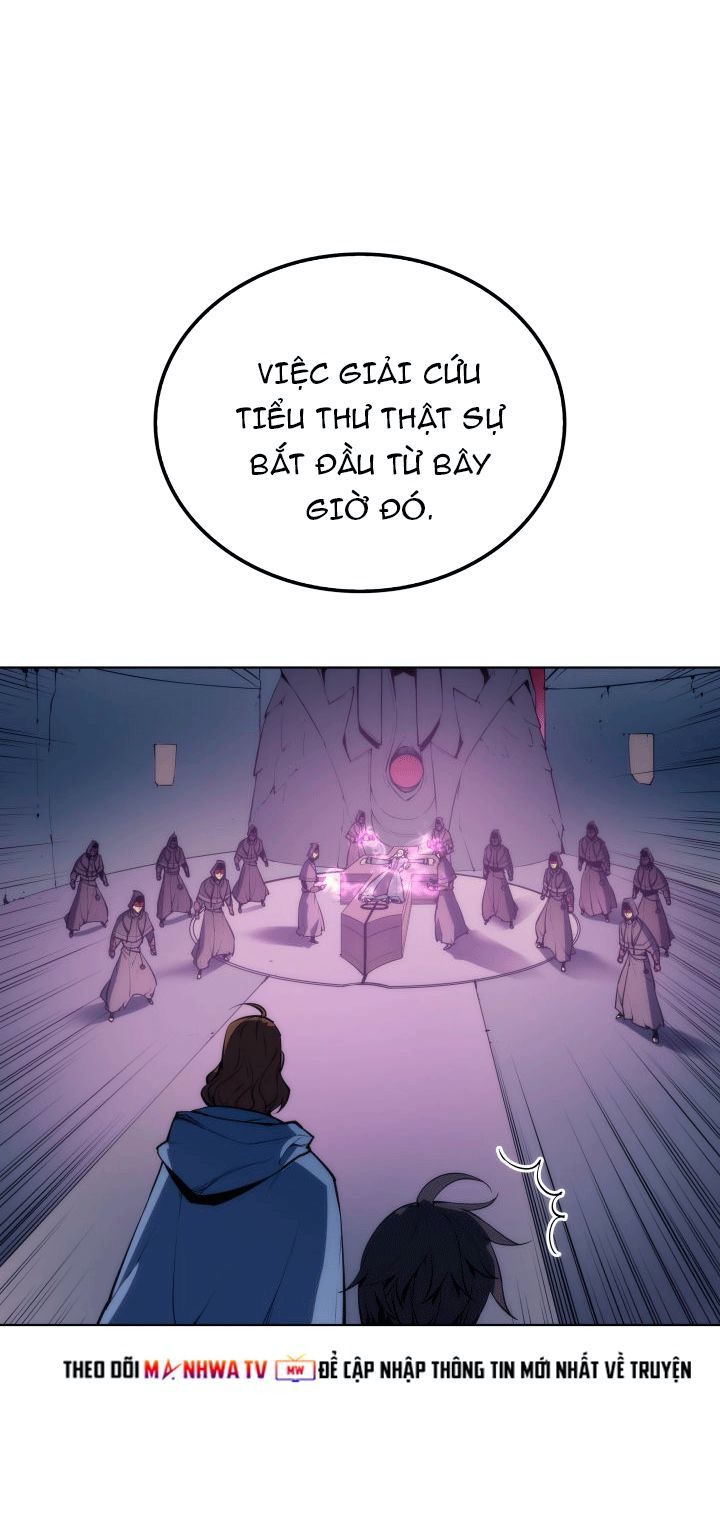 VIỆC GIẢI CỨU
TIỂU THƯ THẬT SỰ
BẮT ĐẦU TỪ BÂY
GIỜ ĐÓ.
THEO DÕI MANHWA TV MW ĐỂ CẬP NHẬP THÔNG TIN MỚI NHẤT VỀ TRUYỆN